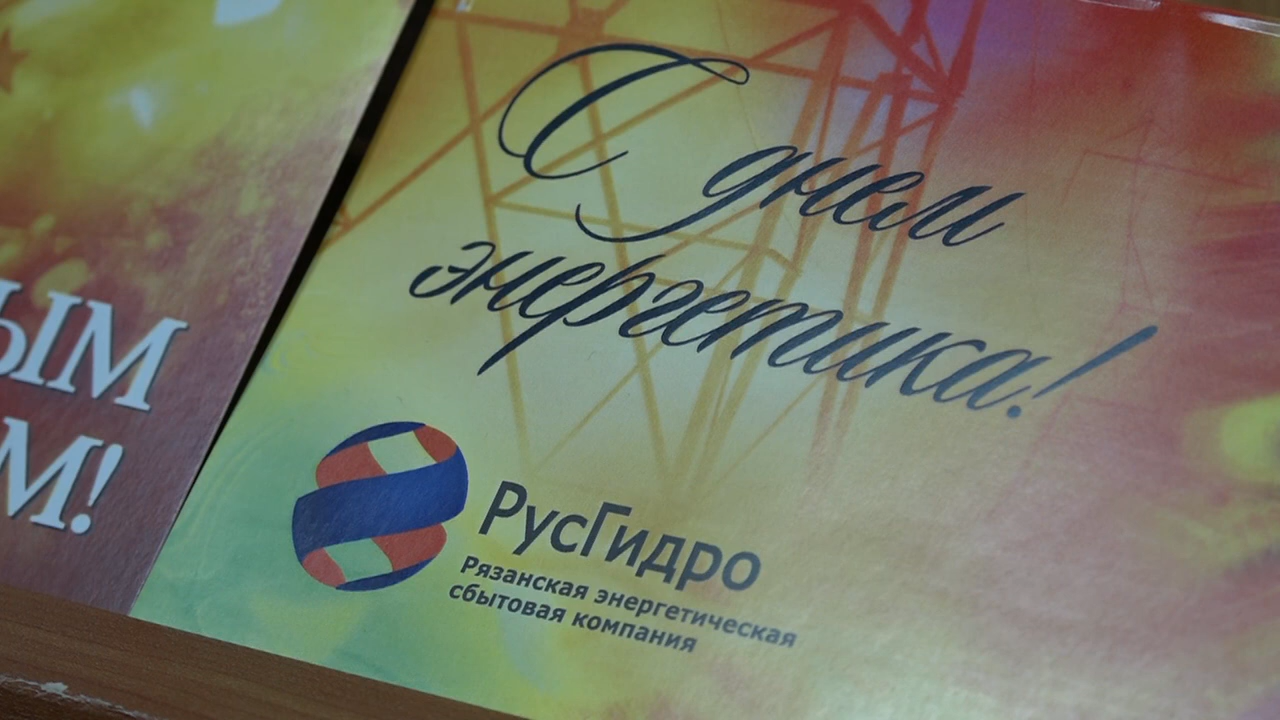 С днем
энергетика!
РусГидро
Рязанская энергетическая
сбытовая компания
ЫМ
М!